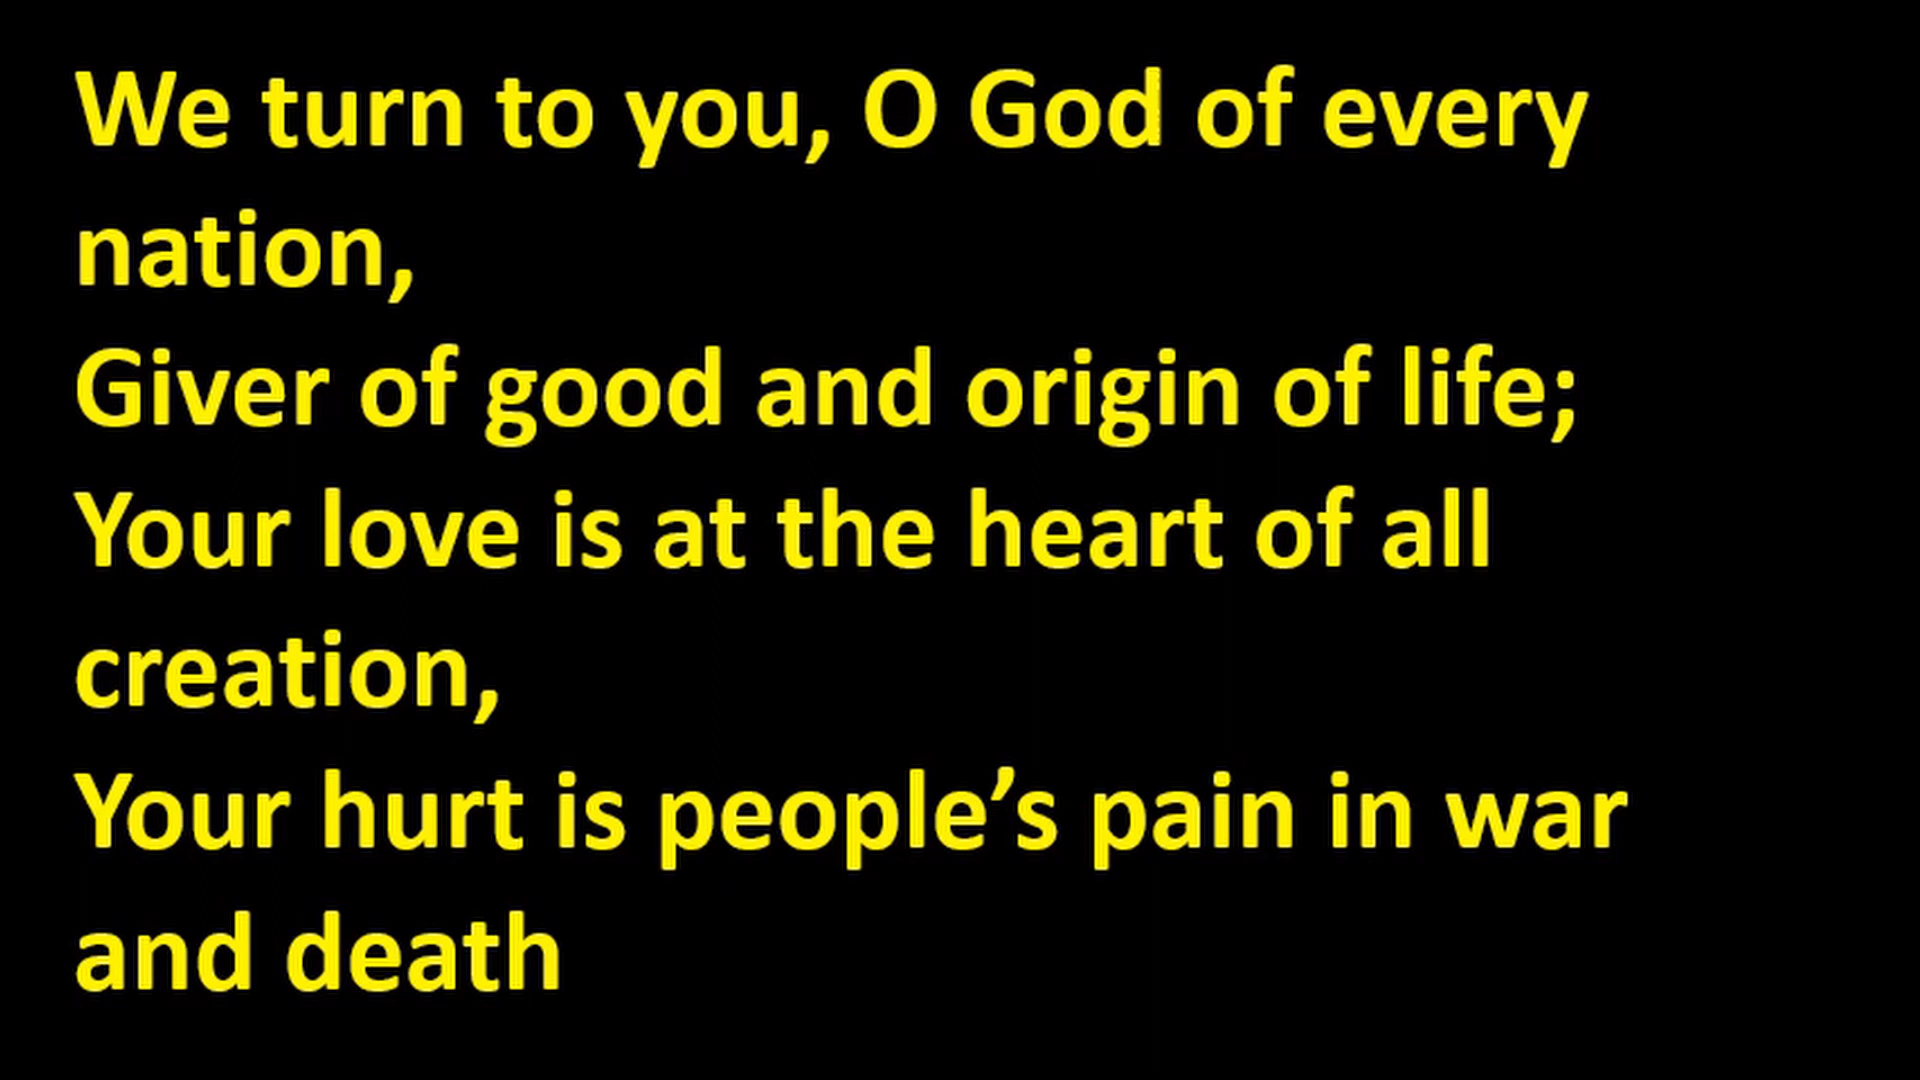 We turn to you, O God of every
nation,
Giver of good and origin of life;
Your love is at the heart of all
creation,
Your hurt is people’s pain in war
and death